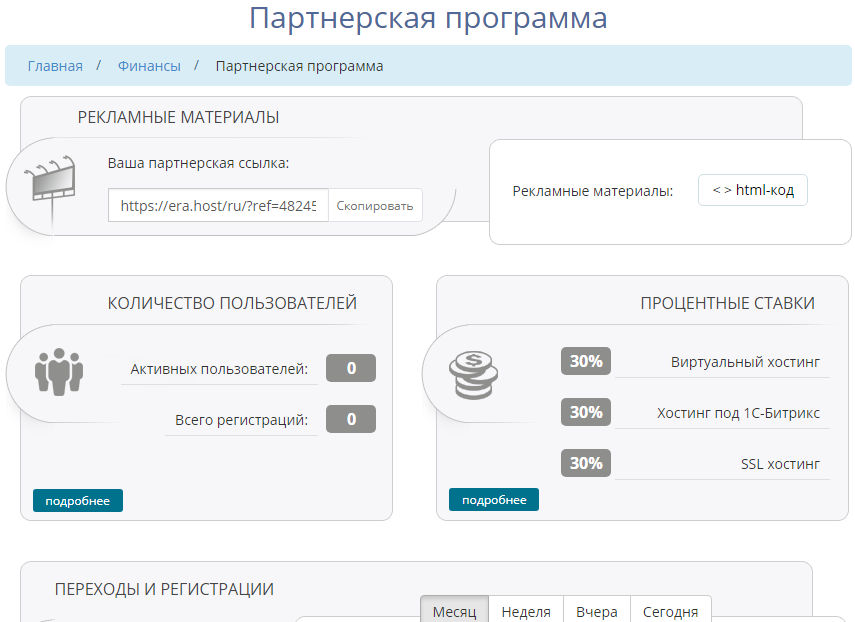 Партнерская программа
Главная / Финансы / Партнерская программа
РЕКЛАМНЫЕ МАТЕРИАЛЫ
Ваша партнерская ссылка:
https://era.host/ru/?ref=48245 Скопировать
Рекламные материалы: < > html-код
КОЛИЧЕСТВО ПОЛЬЗОВАТЕЛЕЙ
Активных пользователей: 0
Всего регистраций: 0
подробнее
ПРОЦЕНТНЫЕ СТАВКИ
30% Виртуальный хостинг
30% Хостинг под 1С-Битрикс
30% SSL хостинг
подробнее
ПЕРЕХОДЫ И РЕГИСТРАЦИИ
Месяц Неделя Вчера Сегодня